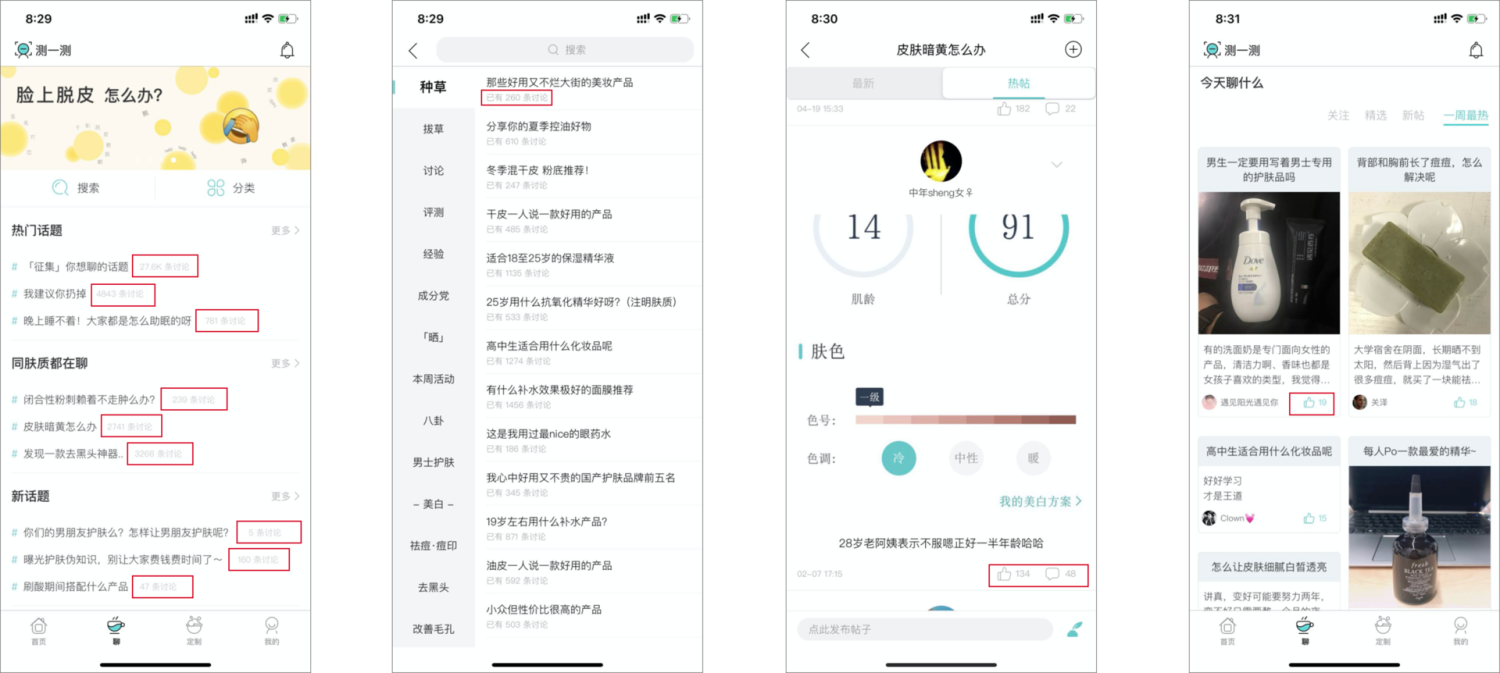 8:29
测一测
脸上脱皮 怎么办?
搜索
分类
热门话题
更多
# 「征集」你想聊的话题 27.6K 条讨论
# 我建议你扔掉 4843 条讨论
# 晚上睡不着！大家都是怎么助眠的呀 781 条讨论
同肤质都在聊
更多
# 闭合性粉刺赖着不走肿么办? 239 条讨论
# 皮肤暗黄怎么办 2741 条讨论
# 发现一款去黑头神器.. 3266 条讨论
新话题
更多
# 你们的男朋友护肤么？怎样让男朋友护肤呢? 5 条讨论
# 曝光护肤伪知识，别让大家费钱费时间了～ 160 条讨论
# 刷酸期间搭配什么产品 47 条讨论
首页
聊
定制
我的
8:29
搜索
种草
拔草
讨论
评测
经验
成分党
「晒」
本周活动
八卦
男士护肤
– 美白 –
祛痘·痘印
去黑头
改善毛孔
那些好用又不烂大街的美妆产品
已有 260 条讨论
分享你的夏季控油好物
已有 610 条讨论
冬季混干皮 粉底推荐！
已有 247 条讨论
干皮一人说一款好用的产品
已有 485 条讨论
适合18至25岁的保湿精华液
已有 1135 条讨论
25岁用什么抗氧化精华好呀?（注明肤质）
已有 533 条讨论
高中生适合用什么化妆品呢
已有 1274 条讨论
有什么补水效果极好的面膜推荐
已有 1456 条讨论
这是我用过最nice的眼药水
已有 186 条讨论
我心中好用又不贵的国产护肤品牌前五名
已有 345 条讨论
19岁左右用什么补水产品?
已有 871 条讨论
油皮一人说一款好用的产品
已有 592 条讨论
小众但性价比很高的产品
已有 503 条讨论
8:30
皮肤暗黄怎么办
最新
热帖
04-19 15:33
182
22
中年sheng女♀
14
91
肌龄
总分
肤色
一级
色号:
色调:
冷
中性
暖
我的美白方案
28岁老阿姨表示不服嗯正好一半年龄哈哈
02-07 17:15
134
48
点此发布帖子
8:31
测一测
今天聊什么
关注
精选
新帖
一周最热
男生一定要用写着男士专用
的护肤品吗
Dove
有的洗面奶是专门面向女性的
产品，清洁力啊、香味也都是
女孩子喜欢的类型，我觉得...
遇见阳光遇见你
19
背部和胸前长了痘痘，怎么
解决呢
大学宿舍在阴面，长期晒不到
太阳，然后背上因为湿气出了
很多痘痘，就买了一块能祛...
关泽
18
高中生适合用什么化妆品呢
好好学习
才是王道
Clown
15
每人Po一款最爱的精华~
fresh
BLACK TEA
怎么让皮肤细腻白皙透亮
讲真，变好可能要努力两年，
首页
聊
定制
我的